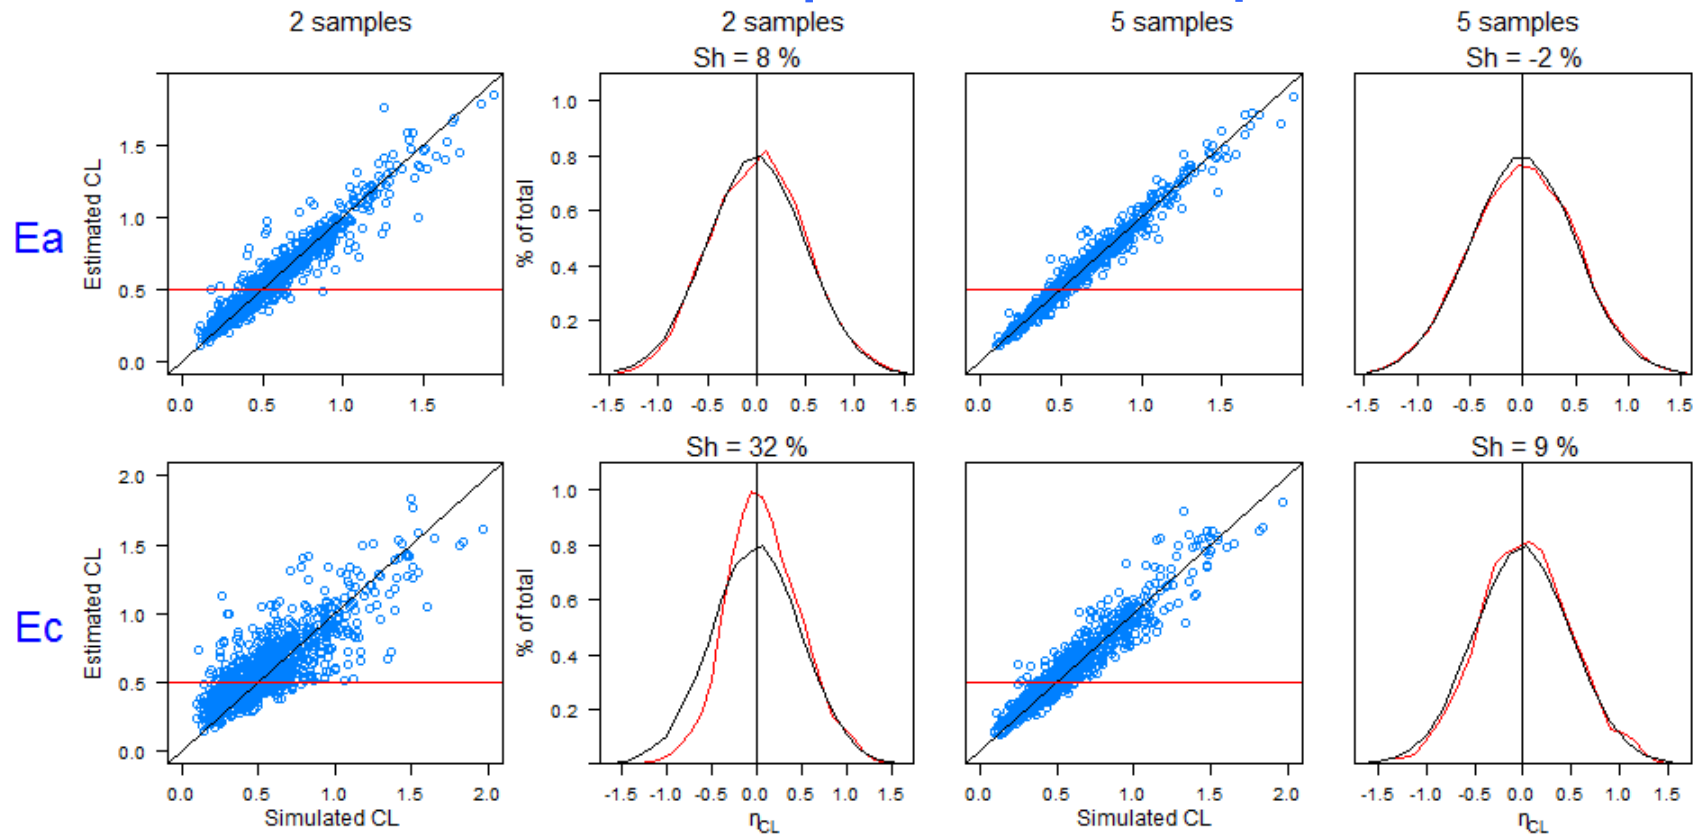 2 samples 2 samples 5 samples 5 samples
Sh = 8 % Sh = -2 %
Ea
Estimated CL
1.5
1.0
0.5
0.0
% of total
1.0
0.8
0.6
0.4
0.2
0.0 0.5 1.0 1.5 -1.5 -1.0 -0.5 0.0 0.5 1.0 1.5 0.0 0.5 1.0 1.5 -1.5 -1.0 -0.5 0.0 0.5 1.0 1.5
Sh = 32 % Sh = 9 %
Ec
Estimated CL
2.0
1.5
1.0
0.5
0.0
% of total
1.0
0.8
0.6
0.4
0.2
0.0 0.5 1.0 1.5 2.0 -1.5 -1.0 -0.5 0.0 0.5 1.0 1.5 0.0 0.5 1.0 1.5 2.0 -1.5 -1.0 -0.5 0.0 0.5 1.0 1.5
Simulated CL ηCL Simulated CL ηCL